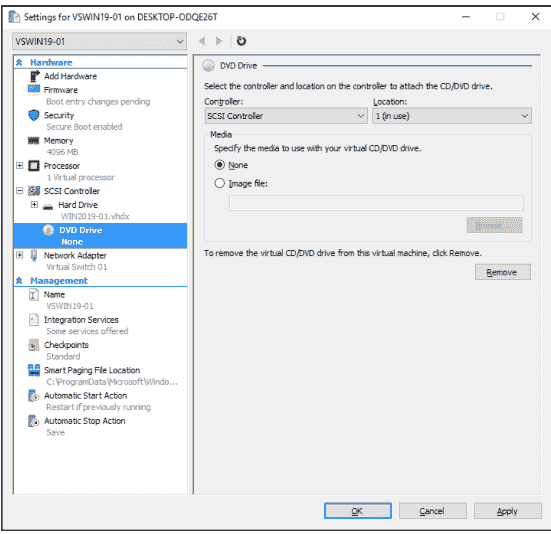 Settings for VSWIN19-01 on DESKTOP-ODQE26T
VSWIN19-01
Hardware
Add Hardware
Firmware
Boot entry changes pending
Security
Secure Boot enabled
Memory
4096 MB
Processor
1 Virtual processor
SCSI Controller
Hard Drive
WIN2019-01.vhdx
DVD Drive
None
Network Adapter
Virtual Switch 01
Management
Name
VSWIN19-01
Integration Services
Some services offered
Checkpoints
Standard
Smart Paging File Location
C:\ProgramData\Microsoft\Windo...
Automatic Start Action
Restart if previously running
Automatic Stop Action
Save
DVD Drive
Select the controller and location on the controller to attach the CD/DVD drive.
Controller: Location:
SCSI Controller 1 (in use)
Media
Specify the media to use with your virtual CD/DVD drive.
None
Image file:
Browse...
To remove the virtual CD/DVD drive from this virtual machine, click Remove.
Remove
OK Cancel Apply